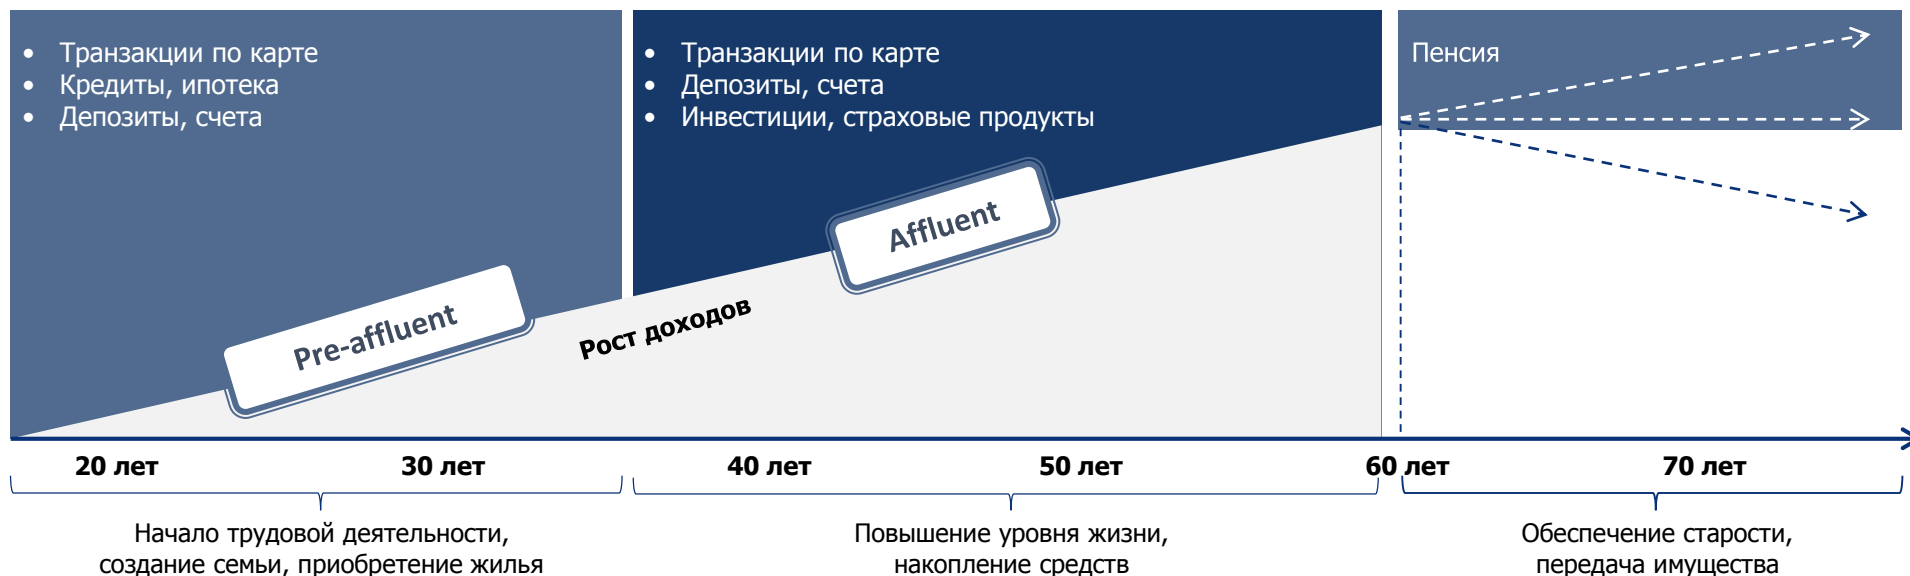 • Транзакции по карте
• Кредиты, ипотека
• Депозиты, счета
• Транзакции по карте
• Депозиты, счета
• Инвестиции, страховые продукты
Пенсия
Affluent
Pre-affluent
Рост доходов
20 лет
30 лет
40 лет
50 лет
60 лет
70 лет
Начало трудовой деятельности,
создание семьи, приобретение жилья
Повышение уровня жизни,
накопление средств
Обеспечение старости,
передача имущества